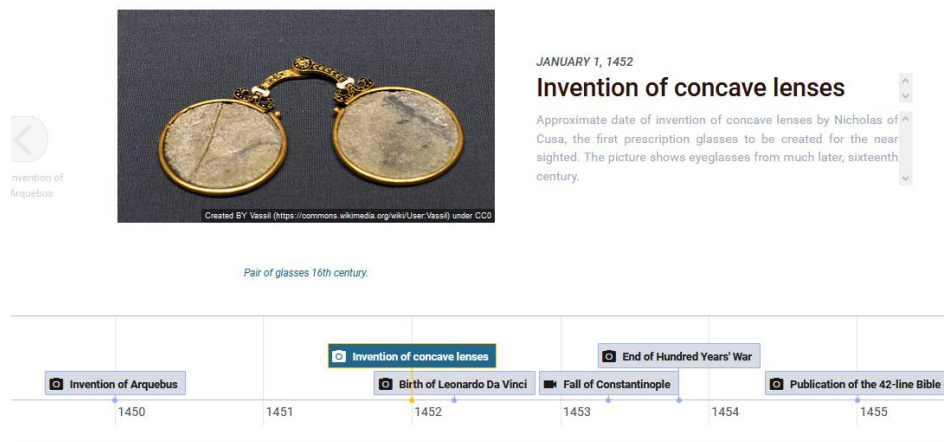 JANUARY 1, 1452
Invention of concave lenses
Approximate date of invention of concave lenses by Nicholas of
Cusa, the first prescription glasses to be created for the near
sighted. The picture shows eyeglasses from much later, sixteenth
century.
nvention of
Arquebus
Created BY Vassil (https://commons.wikimedia.org/wiki/User:Vassil) under CC0
Pair of glasses 16th century.
Invention of concave lenses
End of Hundred Years' War
Invention of Arquebus
Birth of Leonardo Da Vinci
Fall of Constantinople
Publication of the 42-line Bible
1450
1451
1452
1453
1454
1455